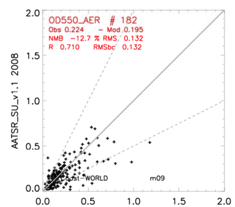 OD550_AER # 182
Obs 0.224 - Mod 0.195
NMB -12.7 % RMS 0.132
R 0.710 RMSbc 0.132
AATSR_SU_v1.1 2008
2.0
1.5
1.0
0.5
0.0
WORLD
m09
0.0 0.5 1.0 1.5 2.0